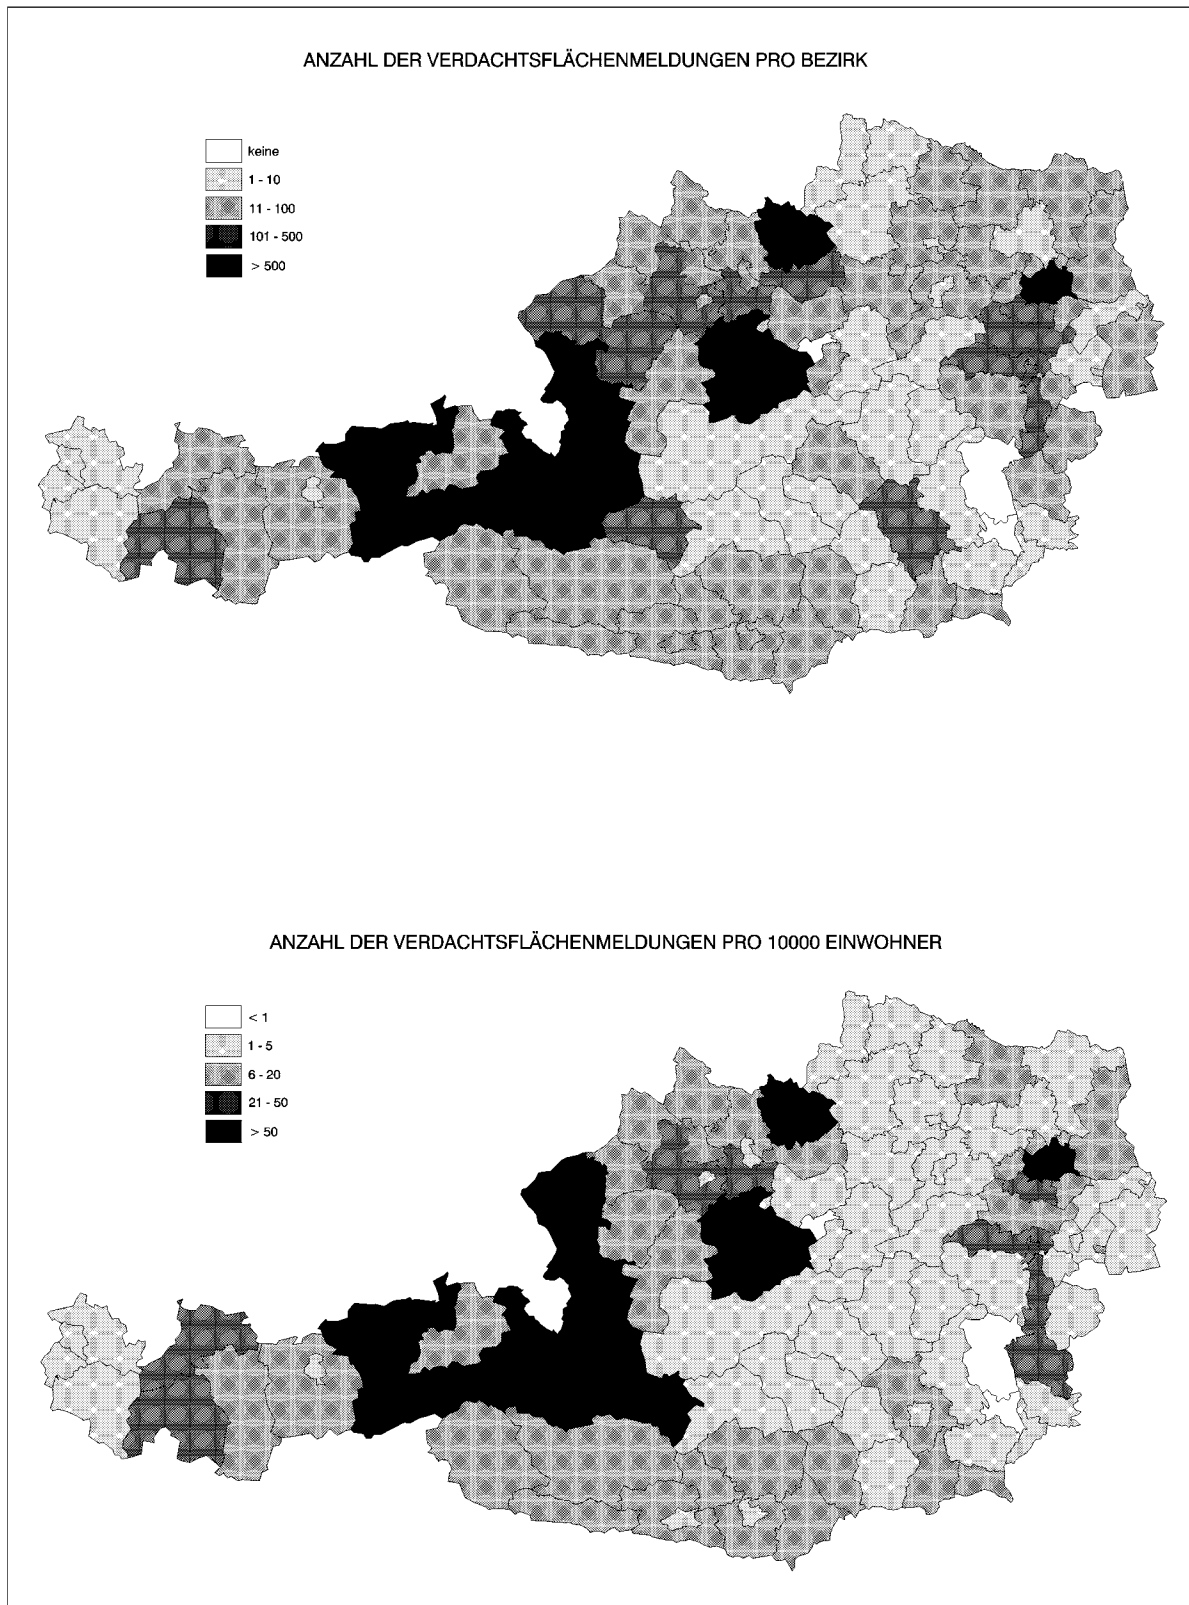 ANZAHL DER VERDACHTSFLÄCHENMELDUNGEN PRO BEZIRK
keine
1 - 10
11 - 100
101 - 500
> 500
ANZAHL DER VERDACHTSFLÄCHENMELDUNGEN PRO 10000 EINWOHNER
< 1
1 - 5
6 - 20
21 - 50
> 50